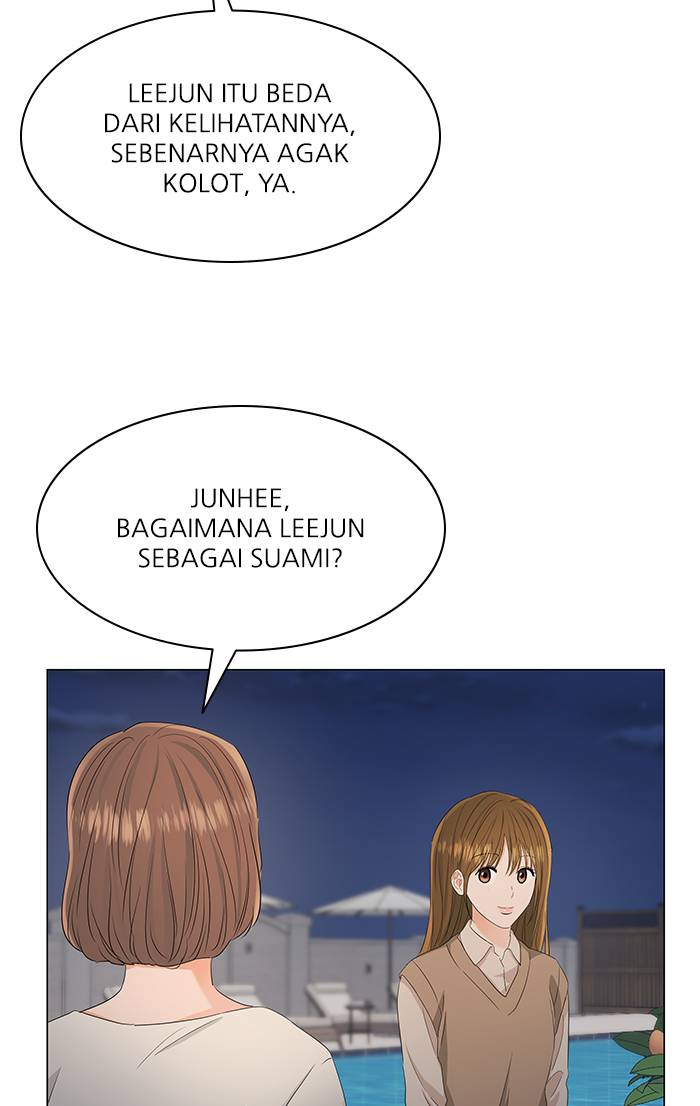 LEEJUN ITU BEDA
DARI KELIHATANNYA,
SEBENARNYA AGAK
KOLOT, YA.
JUNHEE,
BAGAIMANA LEEJUN
SEBAGAI SUAMI?